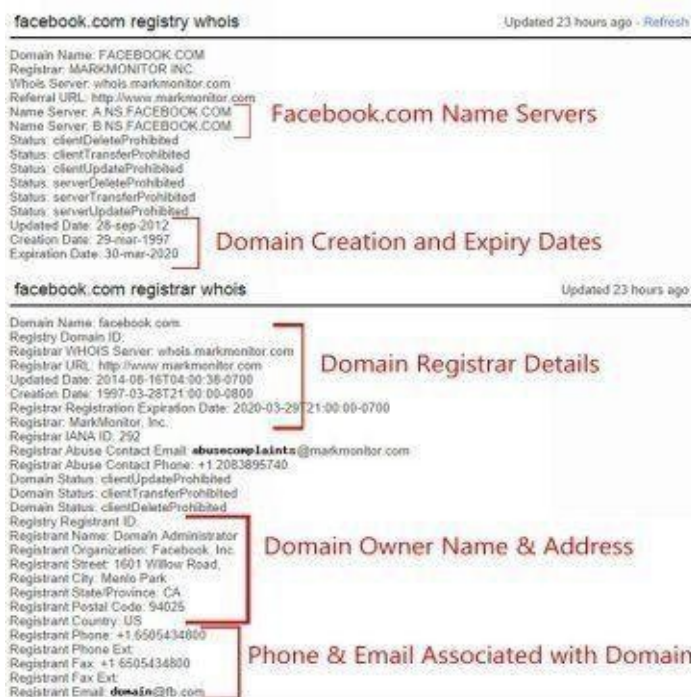 facebook.com registry whois Updated 23 hours ago - Refresh
Domain Name: FACEBOOK.COM
Registrar: MARKMONITOR INC.
Whois Server: whois.markmonitor.com
Referral URL: http://www.markmonitor.com
Name Server: A.NS.FACEBOOK.COM
Name Server: B.NS.FACEBOOK.COM
Facebook.com Name Servers
Status: clientDeleteProhibited
Status: clientTransferProhibited
Status: clientUpdateProhibited
Status: serverDeleteProhibited
Status: serverTransferProhibited
Status: serverUpdateProhibited
Updated Date: 28-sep-2012
Creation Date: 29-mar-1997
Expiration Date: 30-mar-2020
Domain Creation and Expiry Dates
facebook.com registrar whois Updated 23 hours ago
Domain Name: facebook.com
Registry Domain ID:
Registrar WHOIS Server: whois.markmonitor.com
Registrar URL: http://www.markmonitor.com
Updated Date: 2014-08-16T04:00:38-0700
Creation Date: 1997-03-28T21:00:00-0800
Registrar Registration Expiration Date: 2020-03-29T21:00:00-0700
Registrar: MarkMonitor, Inc.
Domain Registrar Details
Registrar IANA ID: 292
Registrar Abuse Contact Email: abusecomplaints@markmonitor.com
Registrar Abuse Contact Phone: +1.2083895740
Domain Status: clientUpdateProhibited
Domain Status: clientTransferProhibited
Domain Status: clientDeleteProhibited
Registry Registrant ID:
Registrant Name: Domain Administrator
Registrant Organization: Facebook, Inc.
Registrant Street: 1601 Willow Road,
Registrant City: Menlo Park
Registrant State/Province: CA
Registrant Postal Code: 94025
Registrant Country: US
Domain Owner Name & Address
Registrant Phone: +1.6505434800
Registrant Phone Ext:
Registrant Fax: +1.6505434800
Registrant Fax Ext:
Registrant Email: domain@fb.com
Phone & Email Associated with Domain